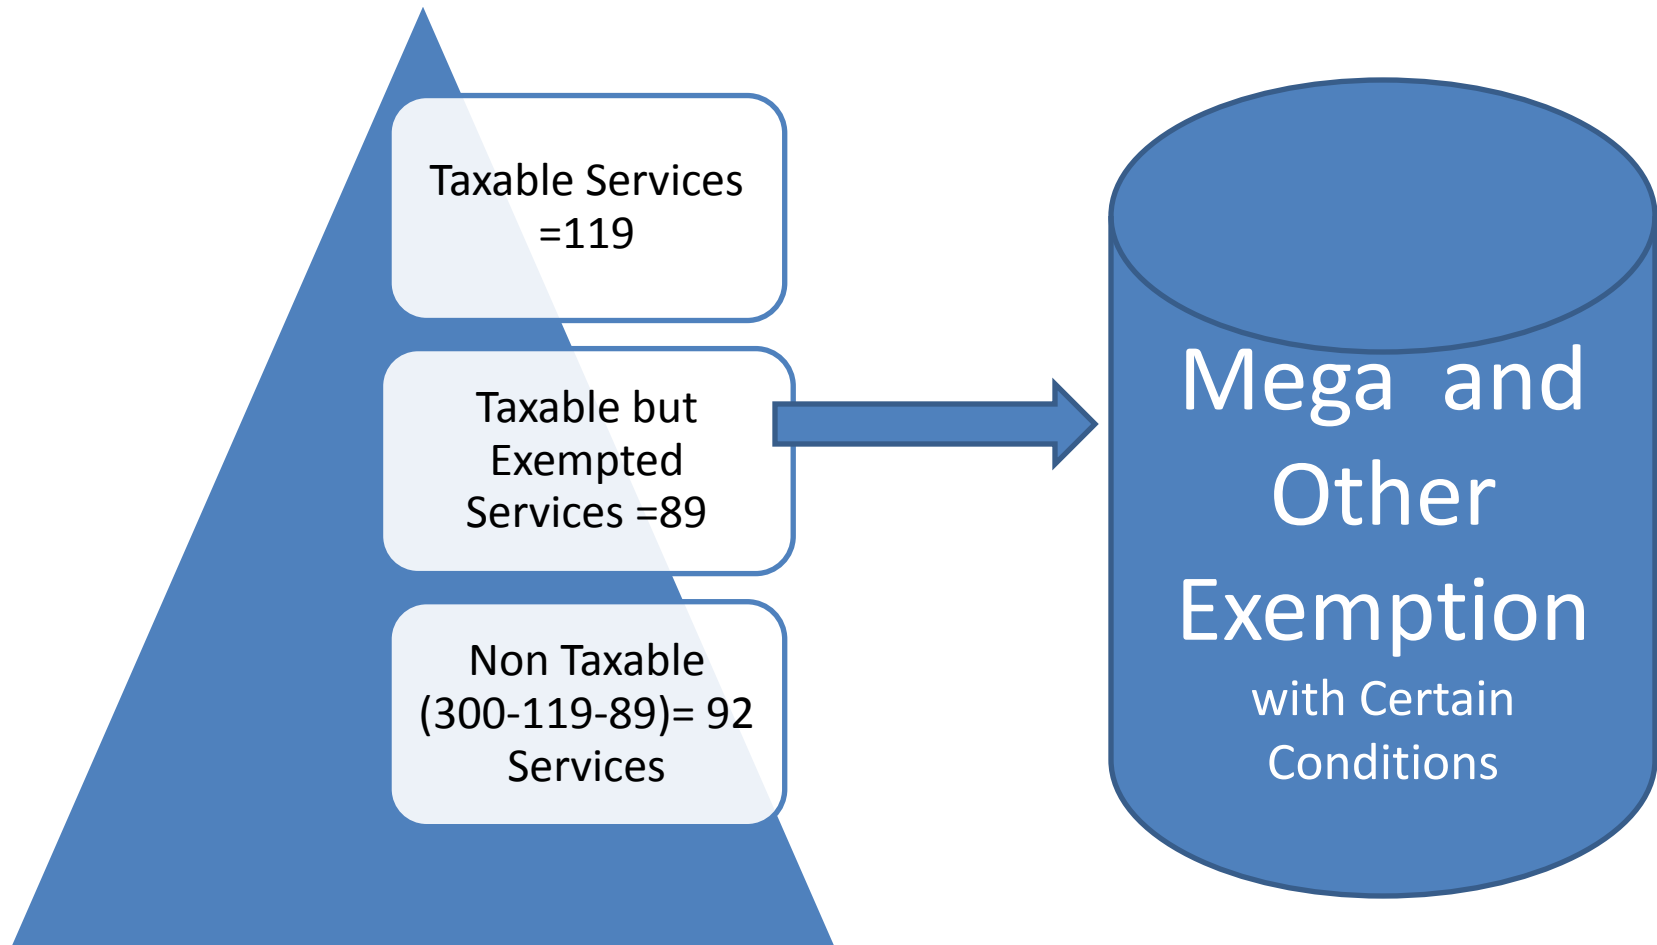 Taxable Services
=119
Taxable but
Exempted
Services =89
Non Taxable
(300-119-89)= 92
Services
Mega and
Other
Exemption
with Certain
Conditions